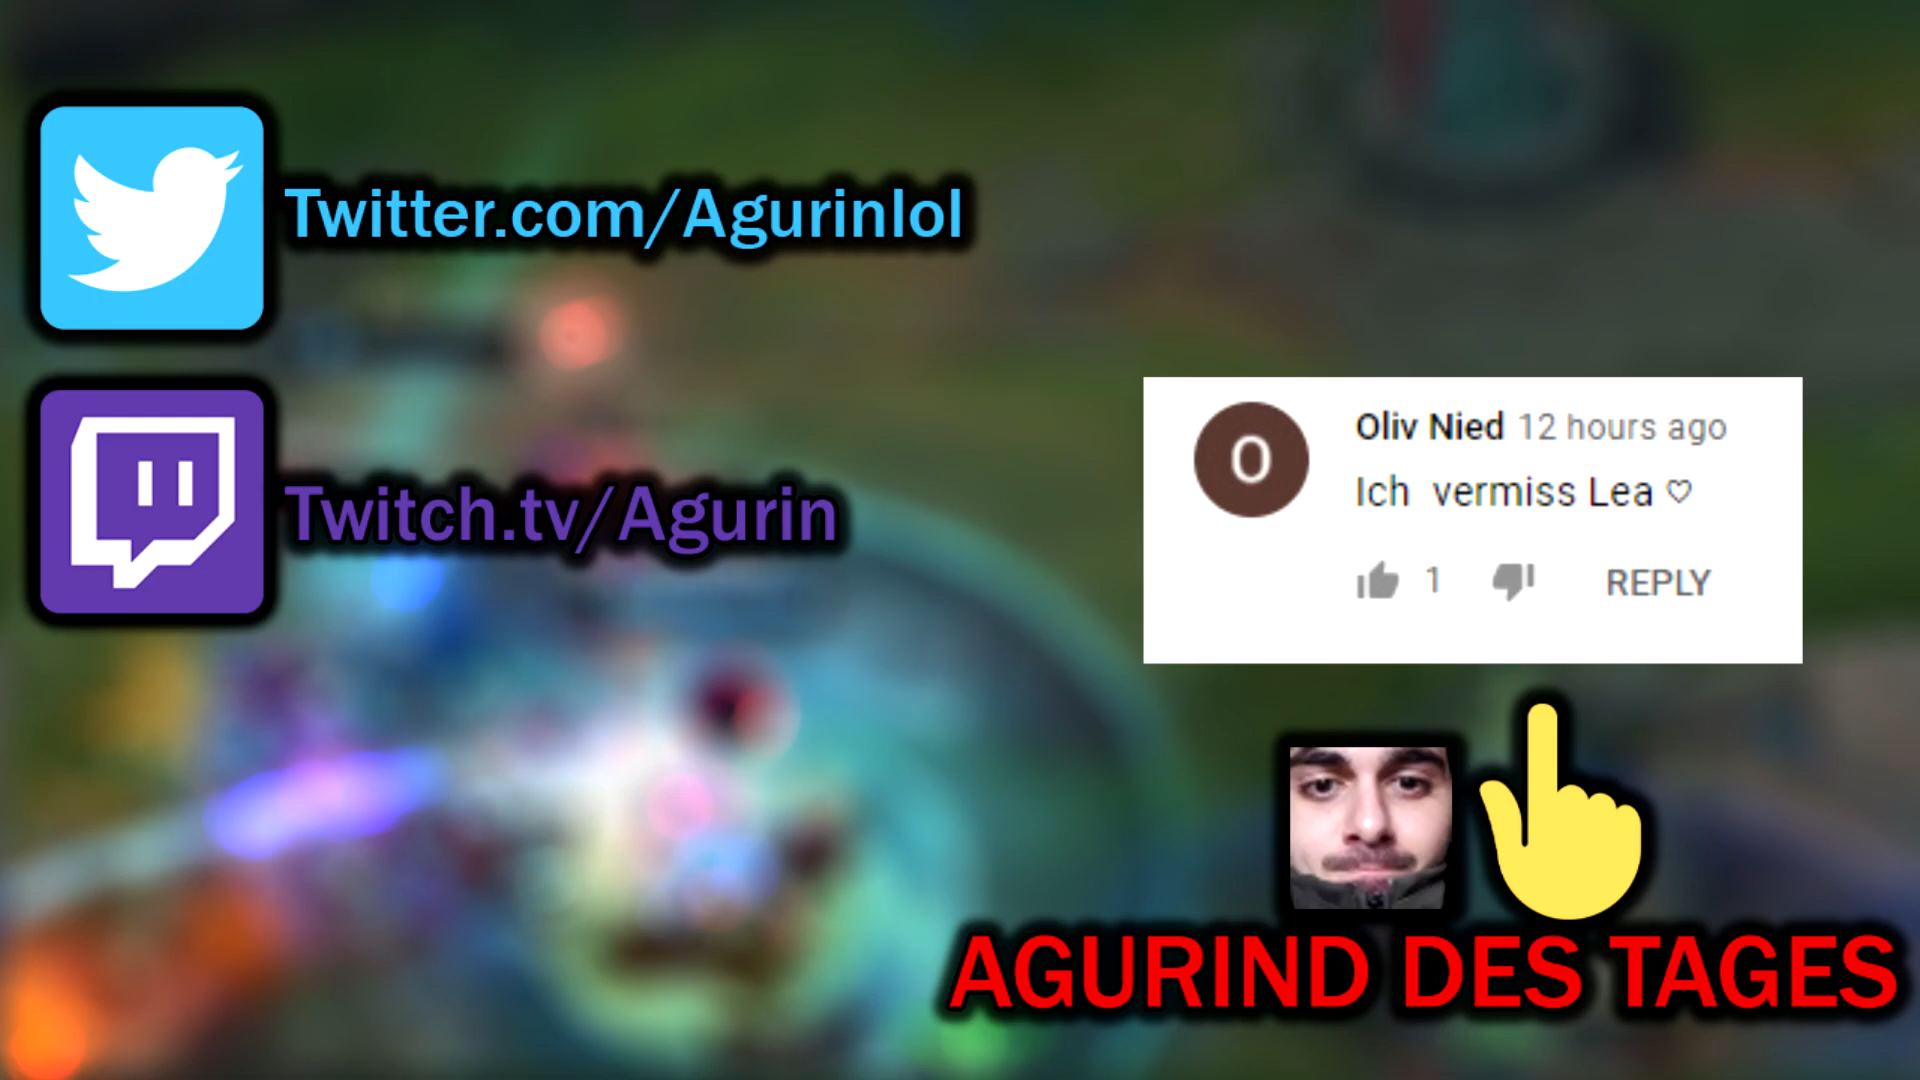 Twitter.com/Agurinlol
Twitch.tv/Agurin
O
Oliv Nied 12 hours ago
Ich vermiss Lea ♡
1 REPLY
AGURIND DES TAGES